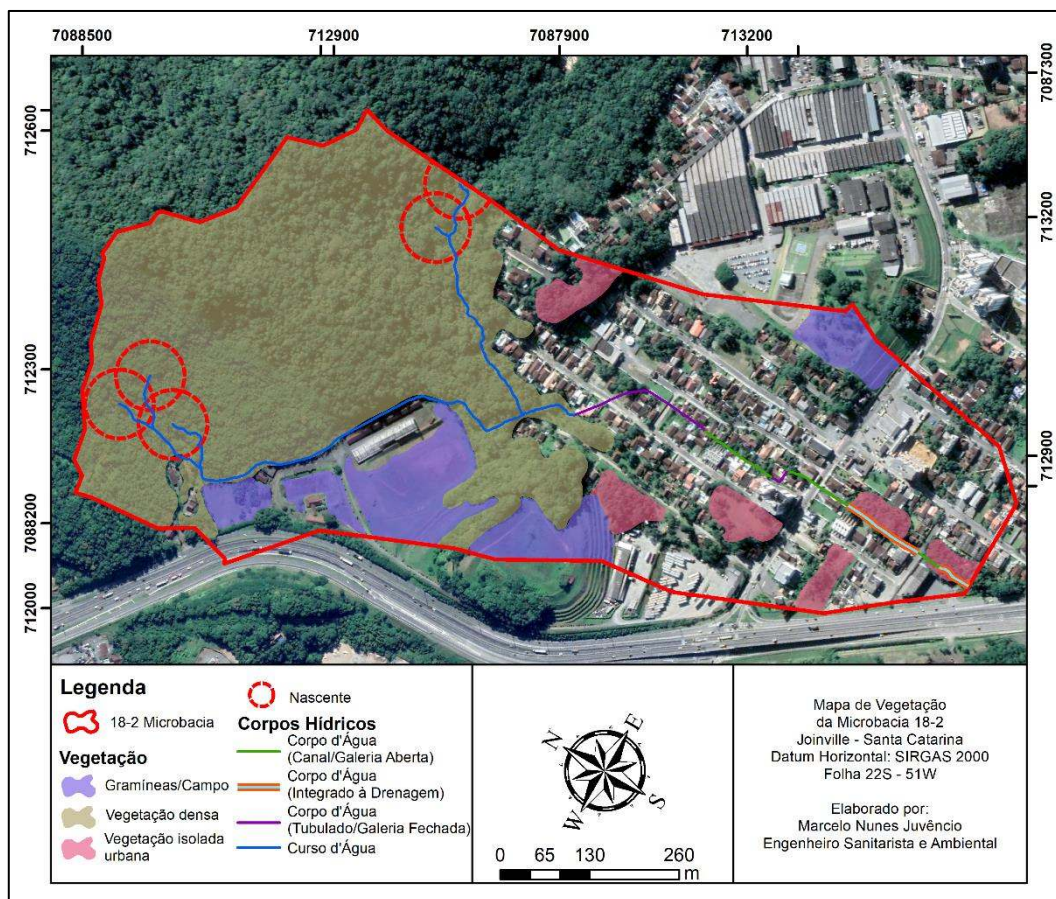 7088500
712900
7087900
713200
7087300
712600
713200
712300
712900
7088200
712000
Legenda
18-2 Microbacia
Vegetação
Gramíneas/Campo
Vegetação densa
Vegetação isolada
urbana
Nascente
Corpos Hídricos
Corpo d'Água
(Canal/Galeria Aberta)
Corpo d'Água
(Integrado à Drenagem)
Corpo d'Água
(Tubulado/Galeria Fechada)
Curso d'Água
N
E
W
S
0 65 130 260
m
Mapa de Vegetação
da Microbacia 18-2
Joinville - Santa Catarina
Datum Horizontal: SIRGAS 2000
Folha 22S - 51W
Elaborado por:
Marcelo Nunes Juvêncio
Engenheiro Sanitarista e Ambiental